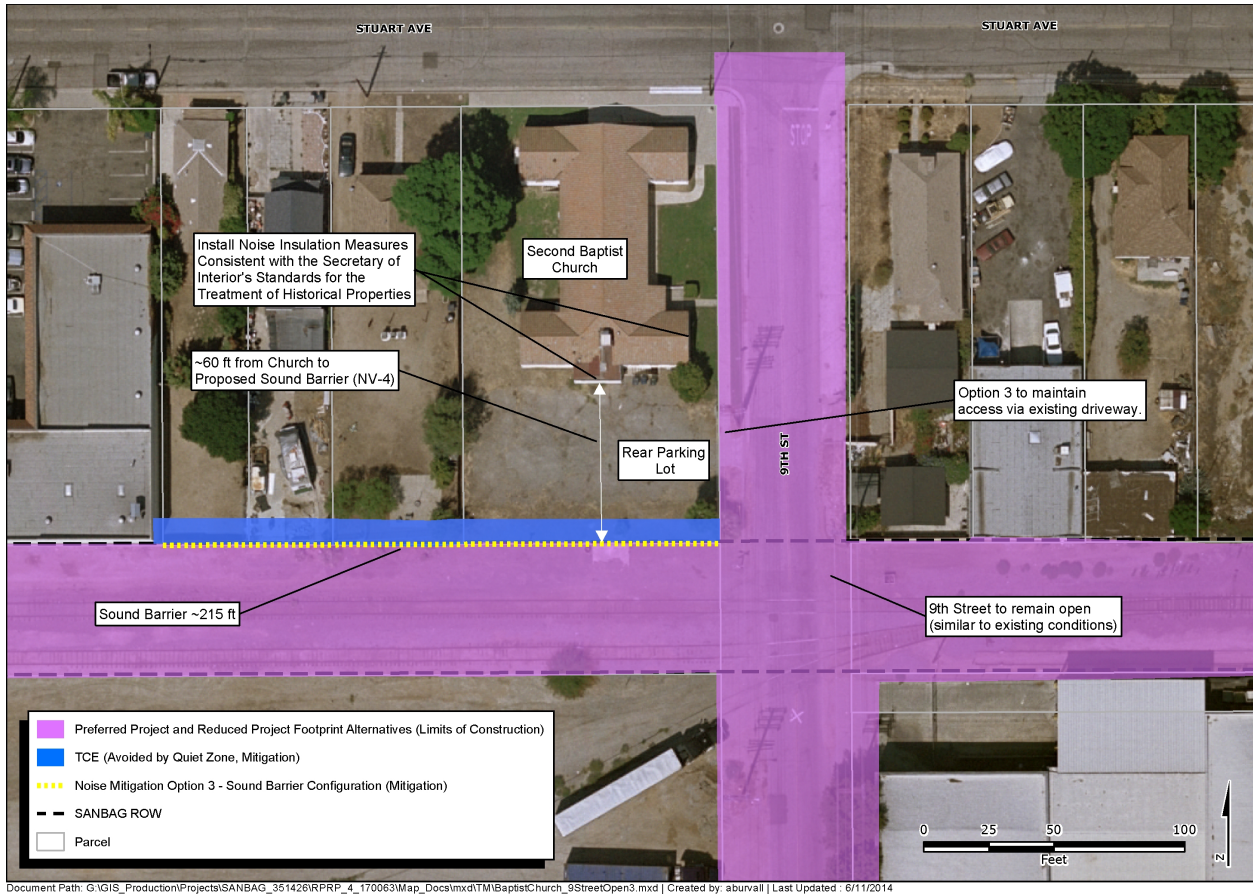 STUART AVE
STUART AVE
STOP
Install Noise Insulation Measures
Consistent with the Secretary of
Interior's Standards for the
Treatment of Historical Properties
Second Baptist
Church
~60 ft from Church to
Proposed Sound Barrier (NV-4)
Option 3 to maintain
access via existing driveway.
Rear Parking
Lot
9TH ST
Sound Barrier ~215 ft
9th Street to remain open
(similar to existing conditions)
Preferred Project and Reduced Project Footprint Alternatives (Limits of Construction)
TCE (Avoided by Quiet Zone, Mitigation)
Noise Mitigation Option 3 - Sound Barrier Configuration (Mitigation)
SANBAG ROW
Parcel
0 25 50 100
Feet
N
Document Path: G:\GIS_Production\Projects\SANBAG_351426\RPRP_4_170063\Map_Docs\mxd\TM\BaptistChurch_9StreetOpen3.mxd | Created by: aburvall | Last Updated : 6/11/2014